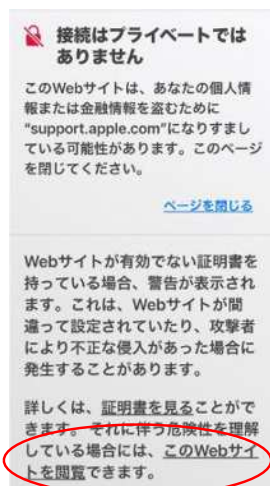 接続はプライベートでは
ありません
このWebサイトは、あなたの個人情
報または金融情報を盗むために
"support.apple.com"になりすまし
ている可能性があります。このページ
を閉じてください。
ページを閉じる
Webサイトが有効でない証明書を
持っている場合、警告が表示され
ます。これは、Webサイトが間
違って設定されていたり、攻撃者
により不正な侵入があった場合に
発生することがあります。
詳しくは、証明書を見ることがで
きます。それに伴う危険性を理解
している場合には、このWebサイ
トを閲覧できます。